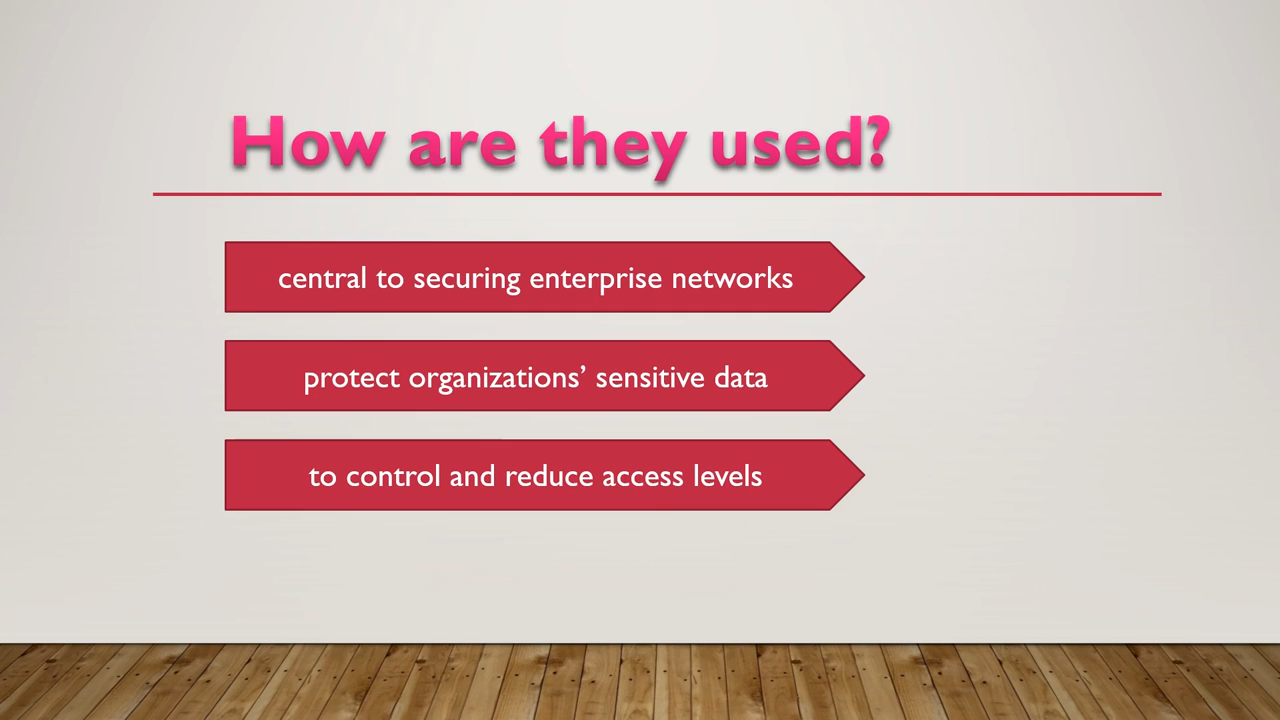 How are they used?
central to securing enterprise networks
protect organizations’ sensitive data
to control and reduce access levels